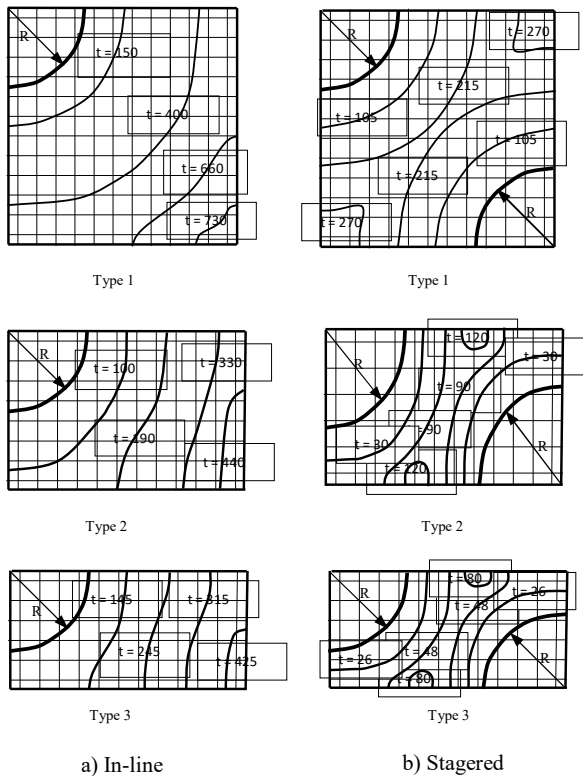 R
t = 150
t = 400
t = 660
t = 730
Type 1
R
t = 270
t = 215
t = 105
t = 105
t = 215
t = 270
R
Type 1
R
t = 100
t = 330
t = 190
t = 440
Type 2
R
t = 120
t = 30
t = 90
t = 90
t = 30
t = 120
R
Type 2
R
t = 145
t = 315
t = 245
t = 425
Type 3
R
t = 80
t = 26
t = 48
t = 48
t = 26
t = 80
R
Type 3
a) In-line
b) Stagered